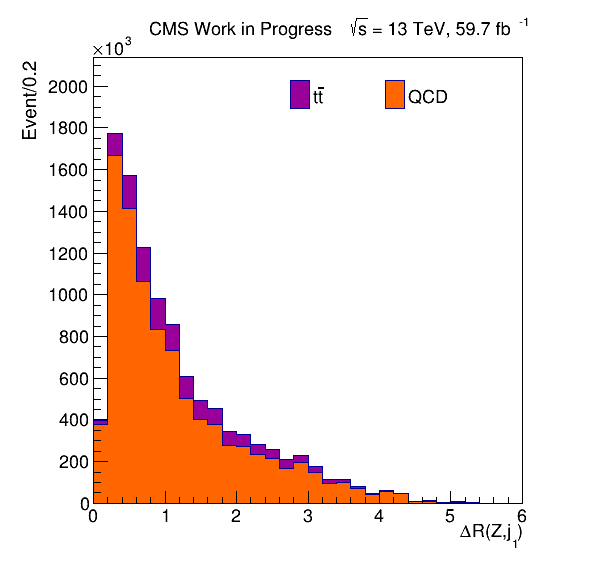 CMS Work in Progress √s = 13 TeV, 59.7 fb⁻¹
×10³
Event/0.2
tt̄
QCD
2000
1800
1600
1400
1200
1000
800
600
400
200
0
0 1 2 3 4 5 6
ΔR(Z,j₁)